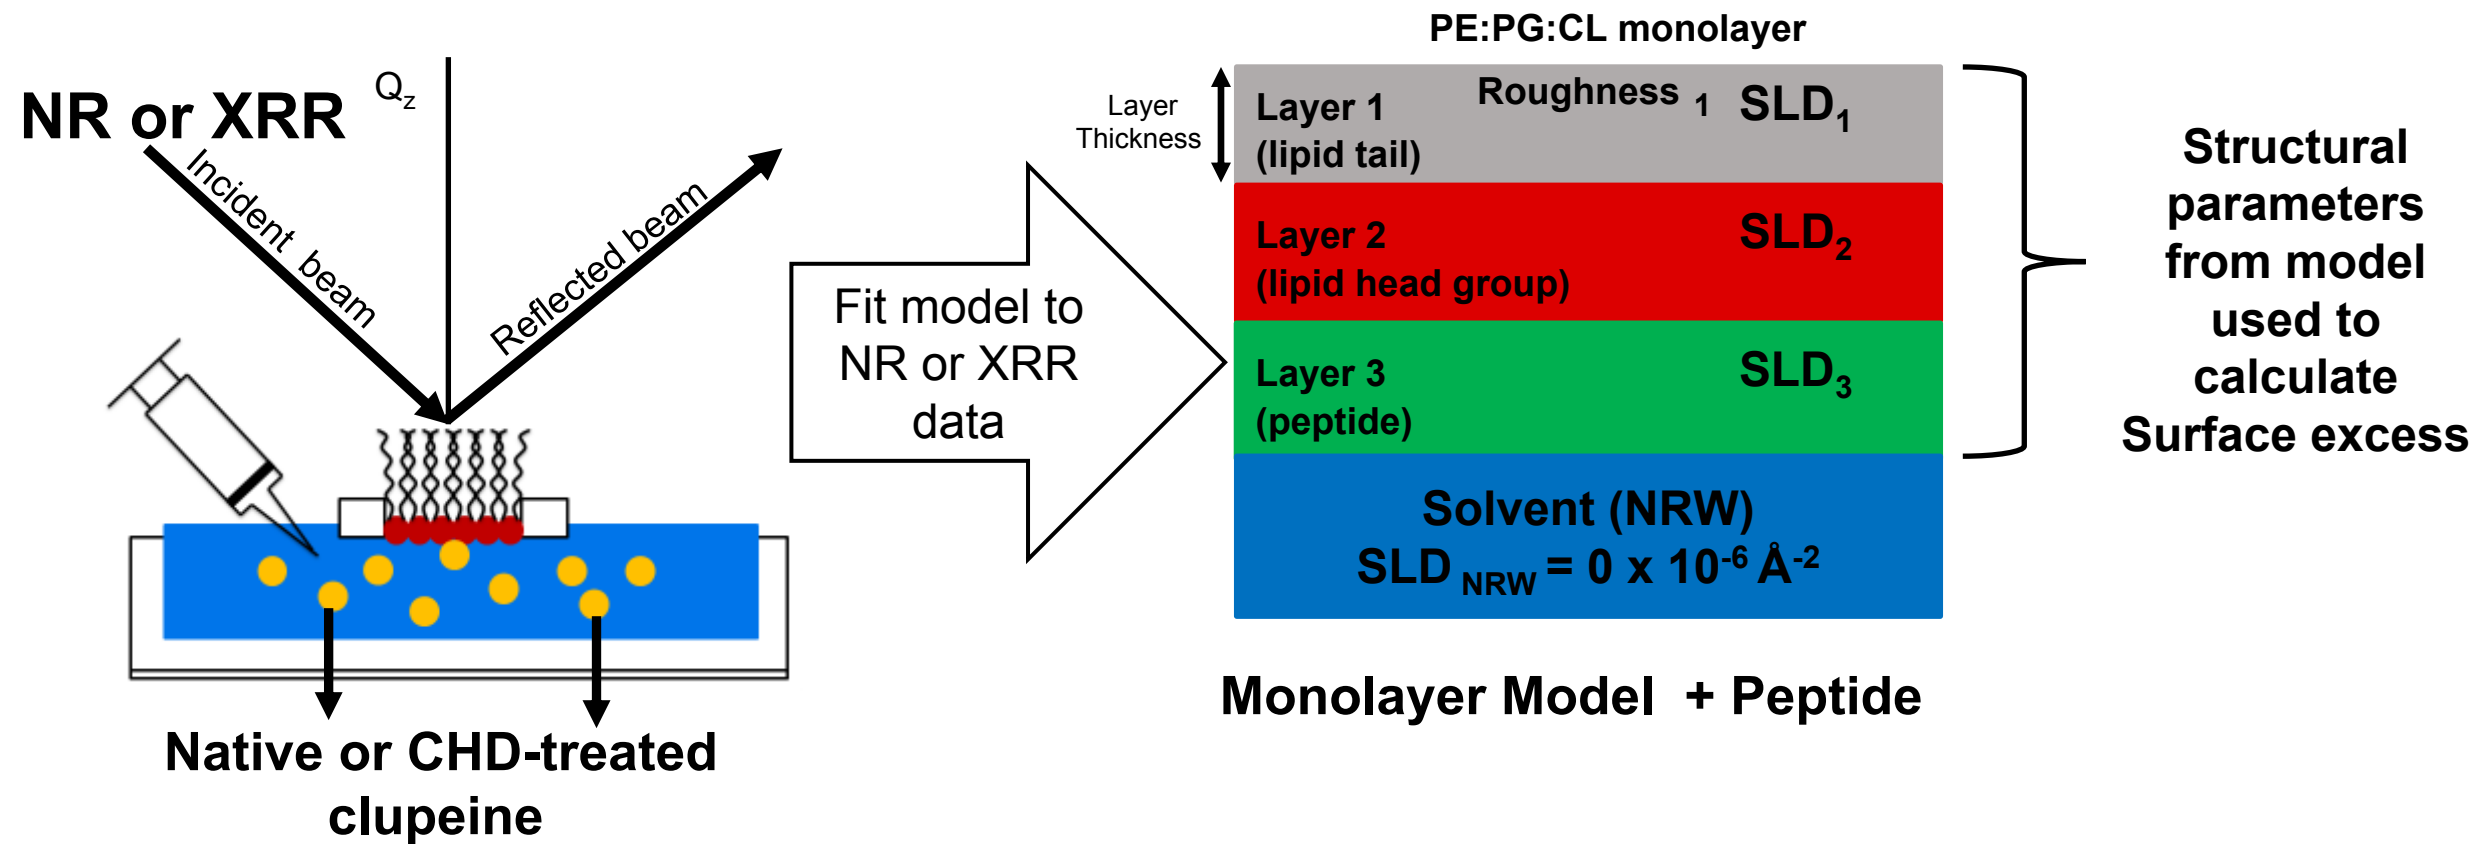 NR or XRR
Qz
Incident beam
Reflected beam
Native or CHD-treated
clupeine
Fit model to
NR or XRR
data
PE:PG:CL monolayer
Layer
Thickness
Layer 1
(lipid tail)
Roughness 1
SLD1
Layer 2
(lipid head group)
SLD2
Layer 3
(peptide)
SLD3
Solvent (NRW)
SLD NRW = 0 x 10-6 Å-2
Monolayer Model + Peptide
Structural
parameters
from model
used to
calculate
Surface excess